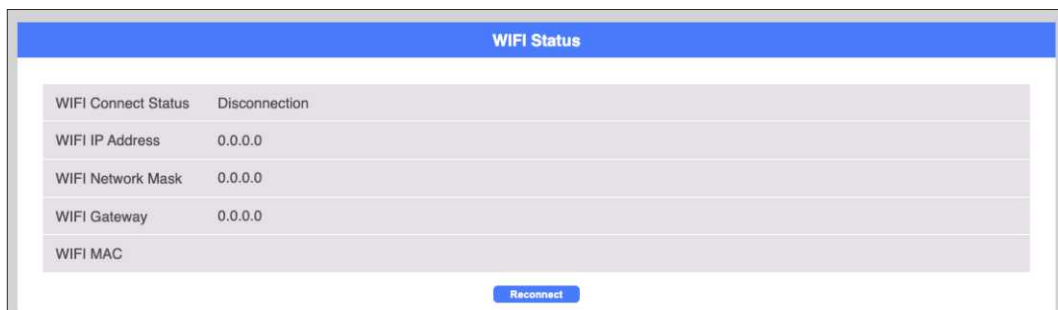 WIFI Status
WIFI Connect Status Disconnection
WIFI IP Address 0.0.0.0
WIFI Network Mask 0.0.0.0
WIFI Gateway 0.0.0.0
WIFI MAC
Reconnect